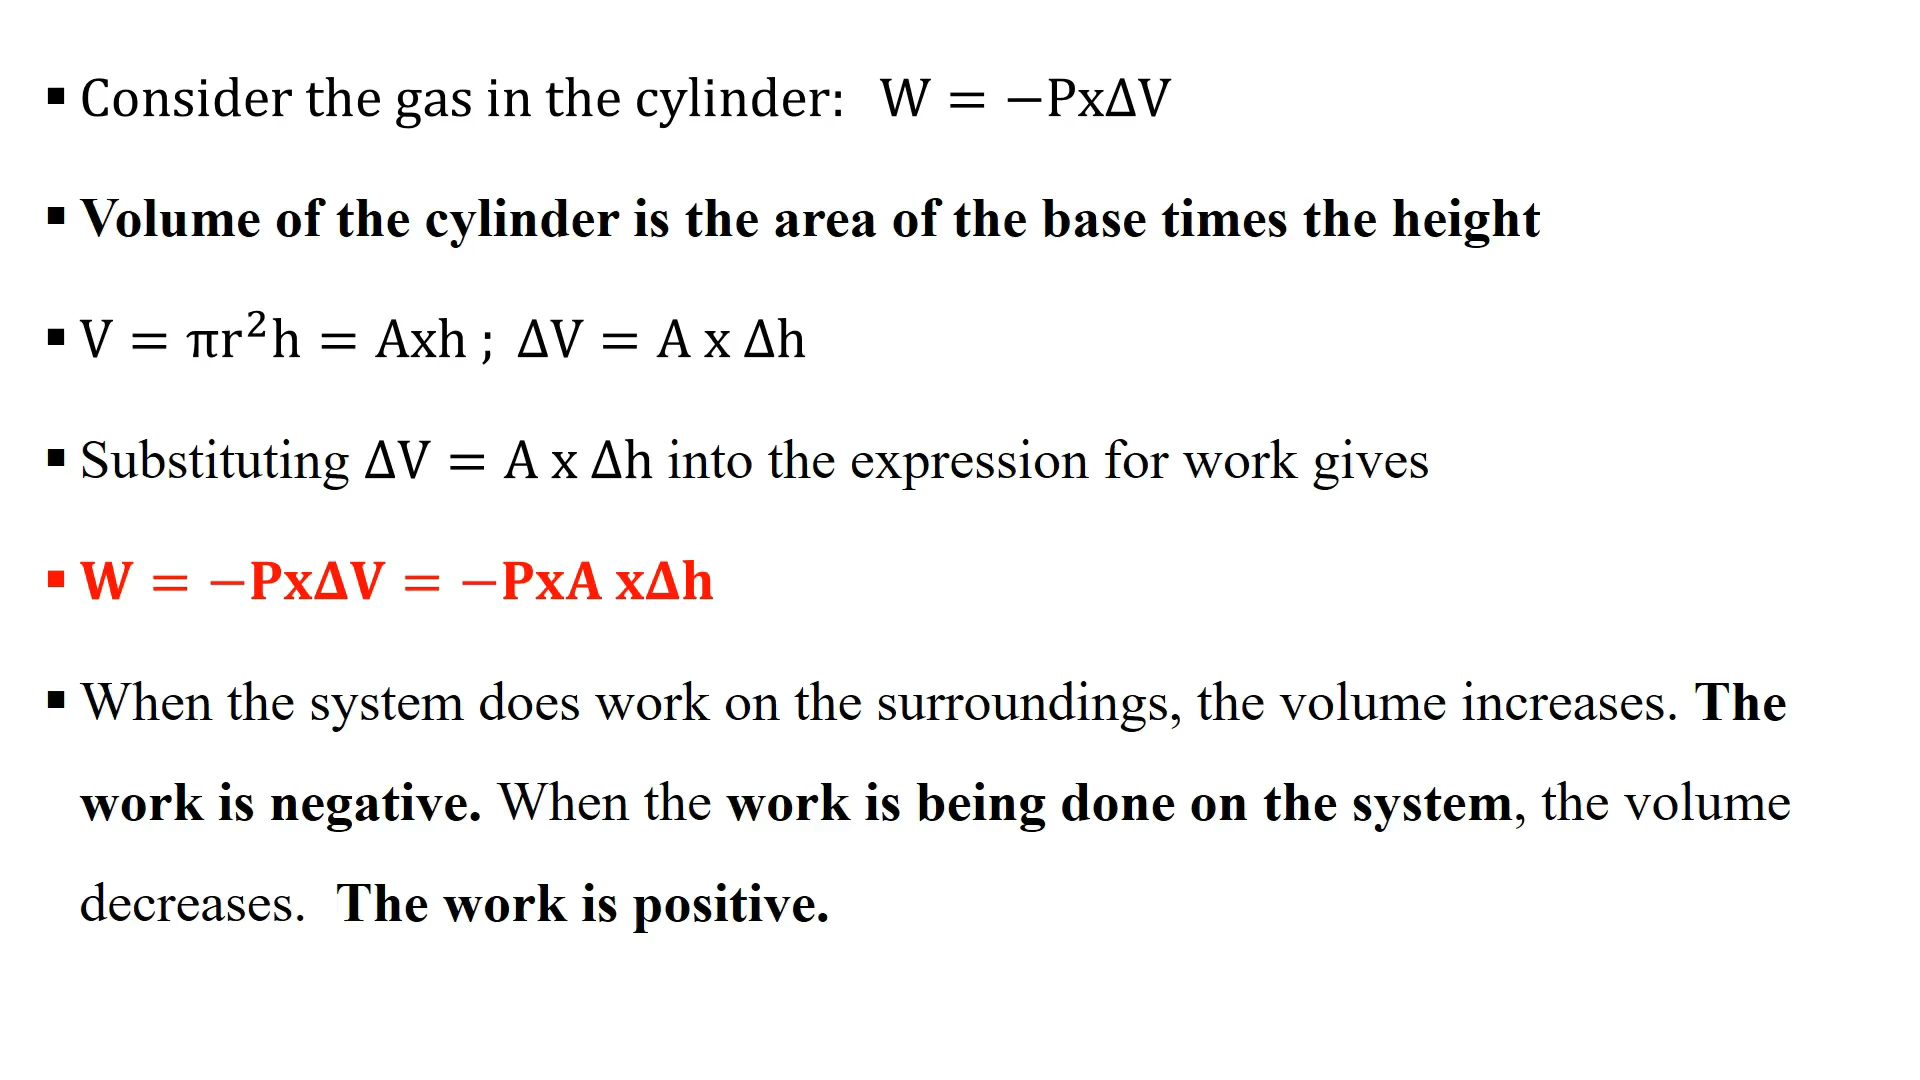 ▪ Consider the gas in the cylinder: W = −PxΔV
▪ Volume of the cylinder is the area of the base times the height
▪ V = πr²h = Axh ; ΔV = A x Δh
▪ Substituting ΔV = A x Δh into the expression for work gives
▪ W = −PxΔV = −PxA xΔh
▪ When the system does work on the surroundings, the volume increases. The
work is negative. When the work is being done on the system, the volume
decreases. The work is positive.